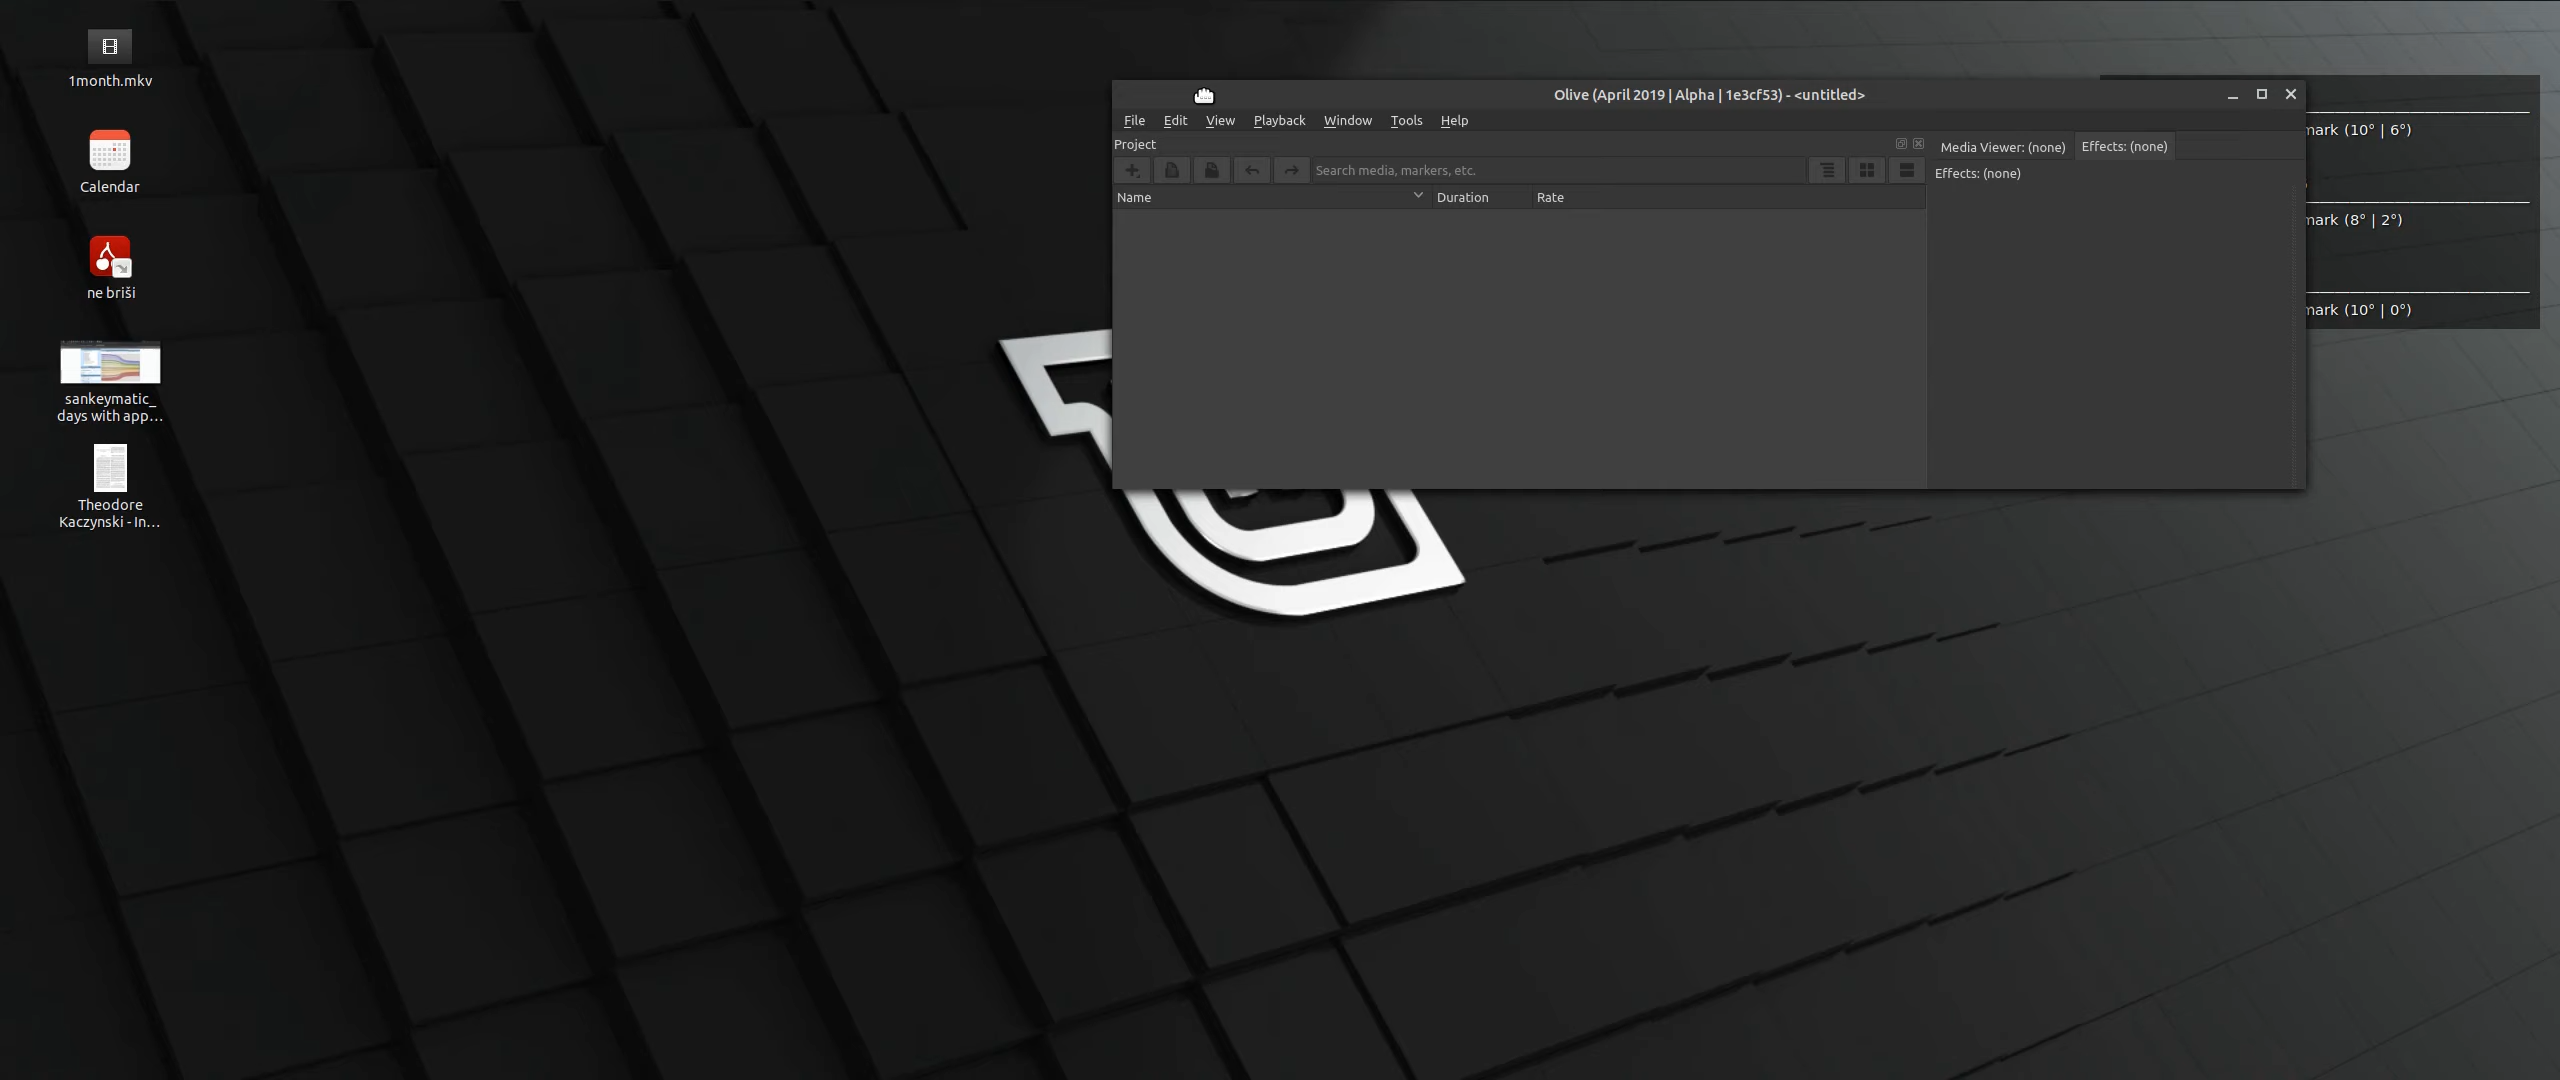 1month.mkv
Calendar
ne briši
sankeymatic_
days with app...
Theodore
Kaczynski - In...
Olive (April 2019 | Alpha | 1e3cf53) - <untitled>
File Edit View Playback Window Tools Help
Project
Search media, markers, etc.
Name Duration Rate
Media Viewer: (none) Effects: (none)
Effects: (none)
mark (10° | 6°)
mark (8° | 2°)
mark (10° | 0°)